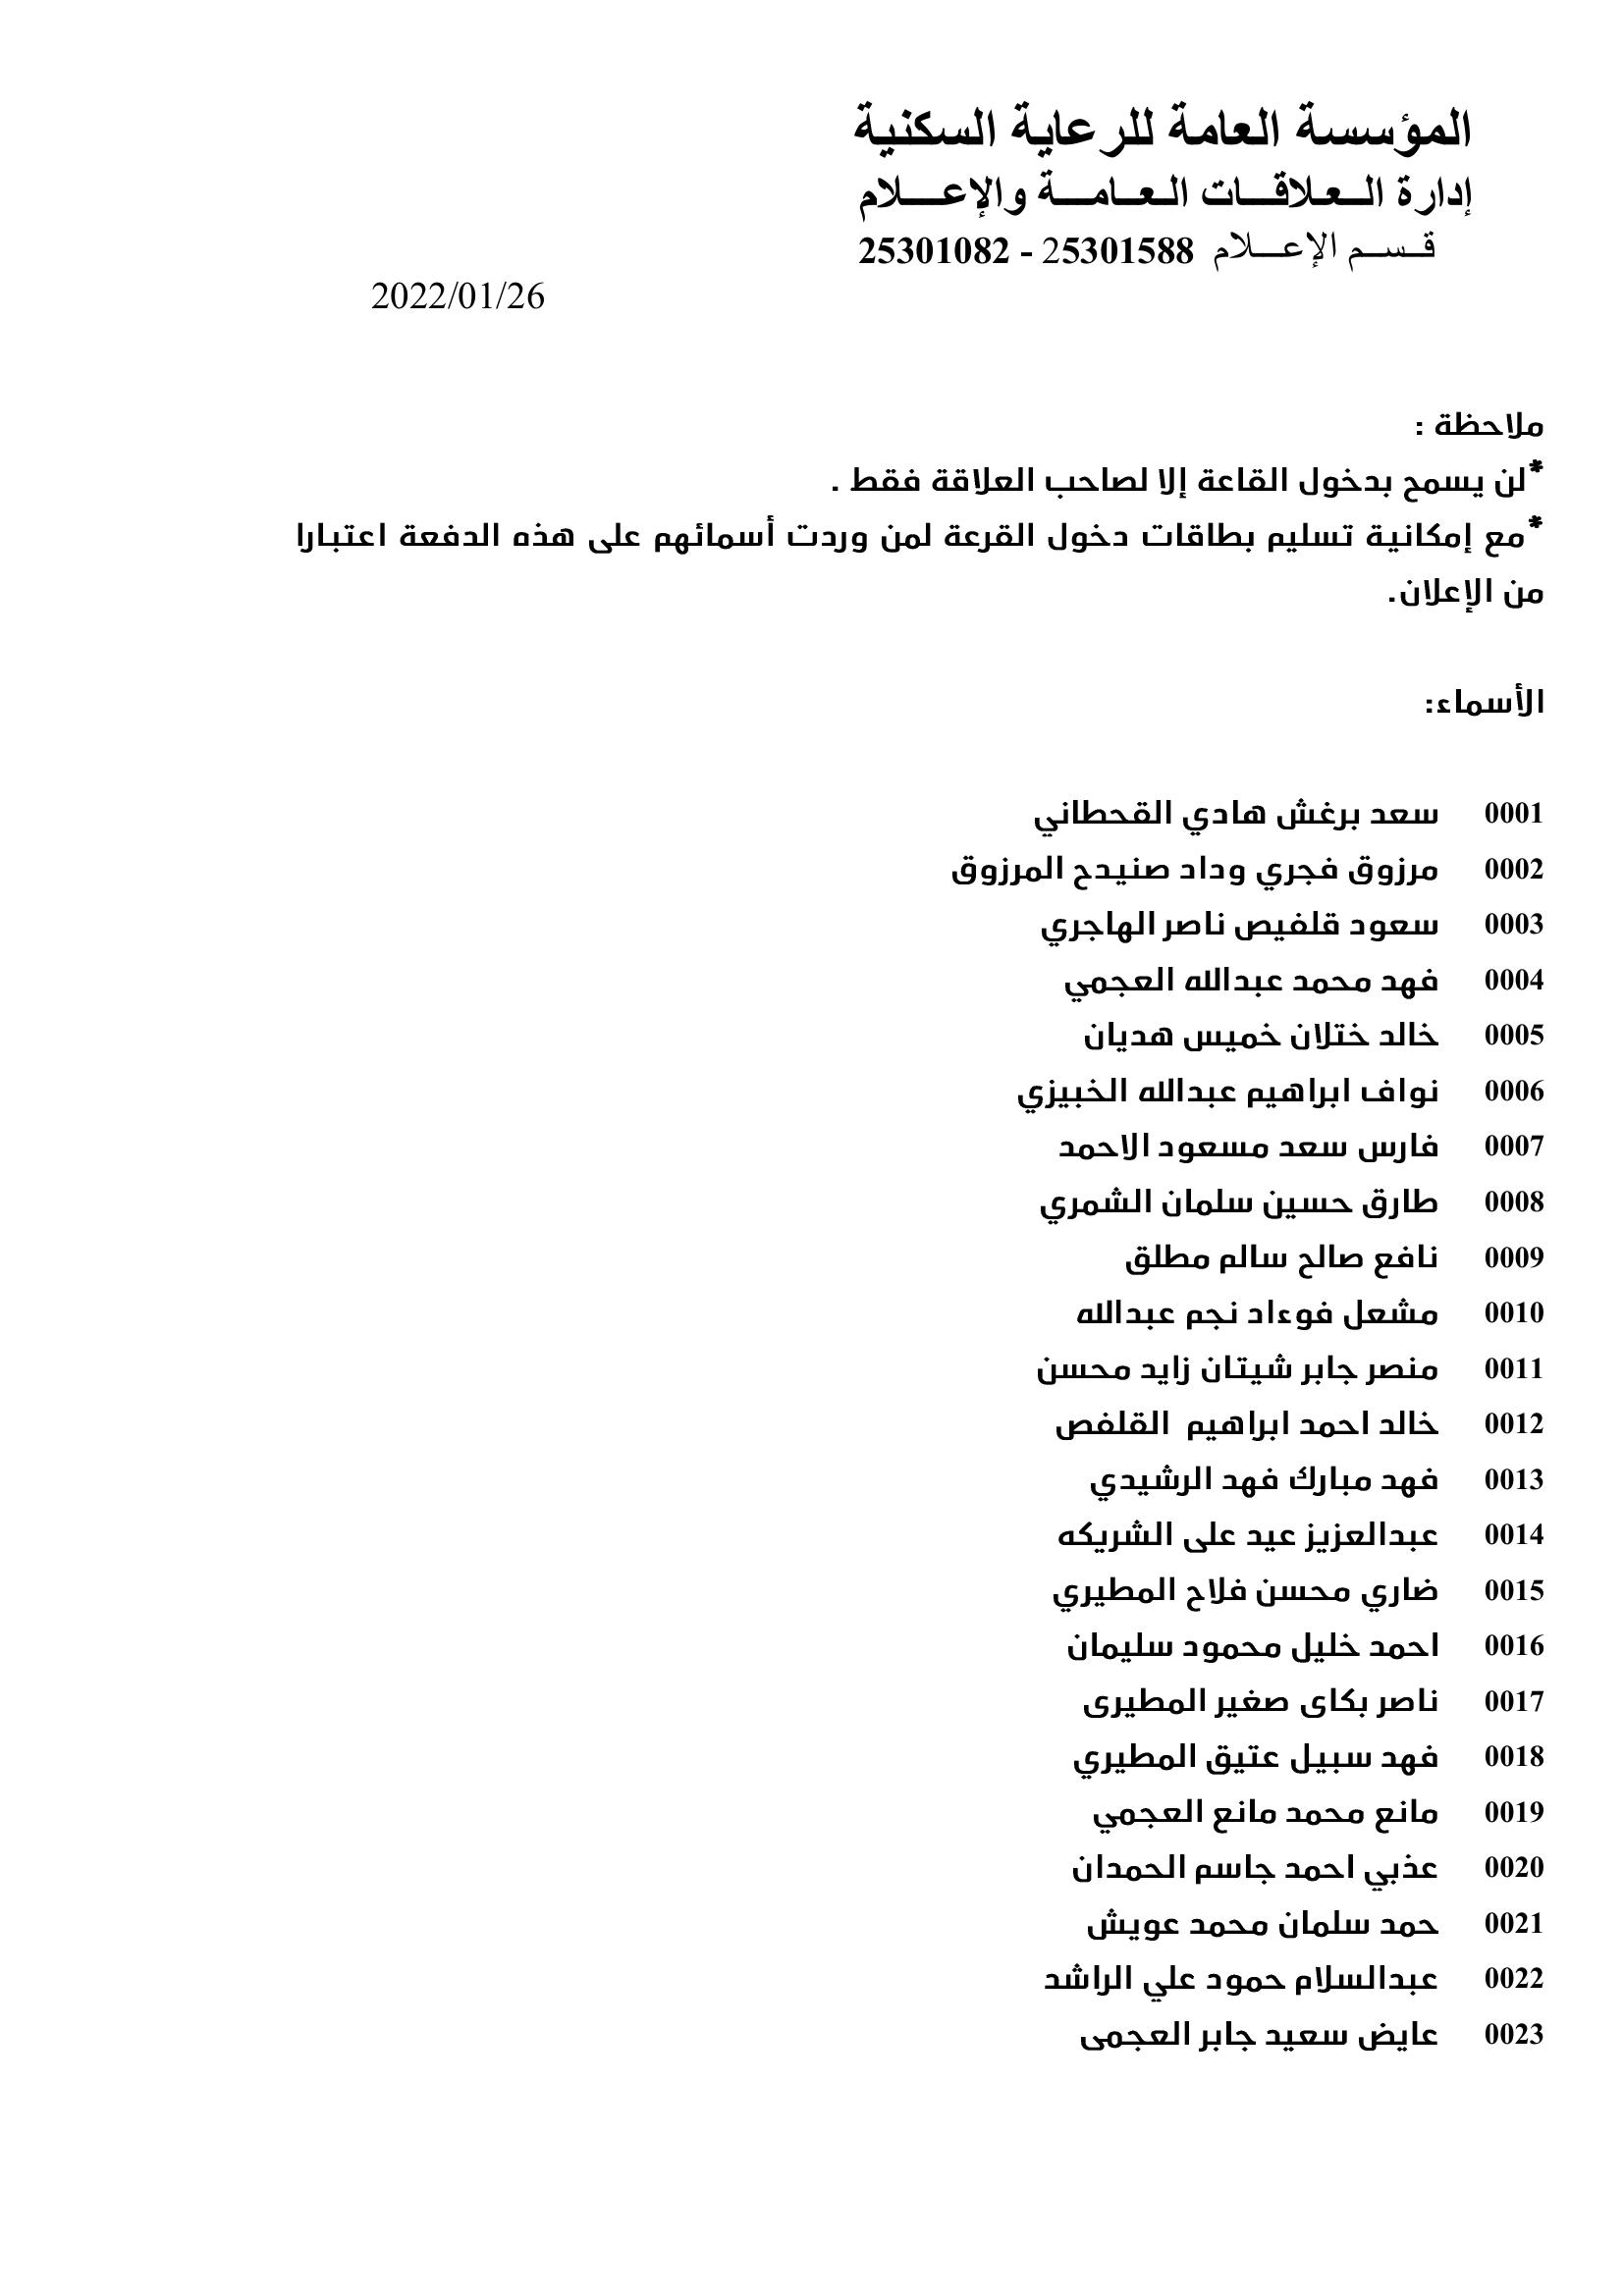 المؤسسة العامة للرعاية السكنية
إدارة الـعـلاقـــات الـعــامـــة والإعــــلام
قـســم الإعـــلام 25301588 - 25301082
2022/01/26
ملاحظة :
*لن يسمح بدخول القاعة إلا لصاحب العلاقة فقط .
*مع إمكانية تسليم بطاقات دخول القرعة لمن وردت أسمائهم على هذه الدفعة اعتبارا
من الإعلان.
الأسماء:
0001 سعد برغش هادي القحطاني
0002 مرزوق فجري وداد صنيدح المرزوق
0003 سعود قلفيص ناصر الهاجري
0004 فهد محمد عبدالله العجمي
0005 خالد ختلان خميس هديان
0006 نواف ابراهيم عبدالله الخبيزي
0007 فارس سعد مسعود الاحمد
0008 طارق حسين سلمان الشمري
0009 نافع صالح سالم مطلق
0010 مشعل فوءاد نجم عبدالله
0011 منصر جابر شيتان زايد محسن
0012 خالد احمد ابراهيم القلفص
0013 فهد مبارك فهد الرشيدي
0014 عبدالعزيز عيد على الشريكه
0015 ضاري محسن فلاح المطيري
0016 احمد خليل محمود سليمان
0017 ناصر بكاى صغير المطيرى
0018 فهد سبيل عتيق المطيري
0019 مانع محمد مانع العجمي
0020 عذبي احمد جاسم الحمدان
0021 حمد سلمان محمد عويش
0022 عبدالسلام حمود علي الراشد
0023 عايض سعيد جابر العجمى